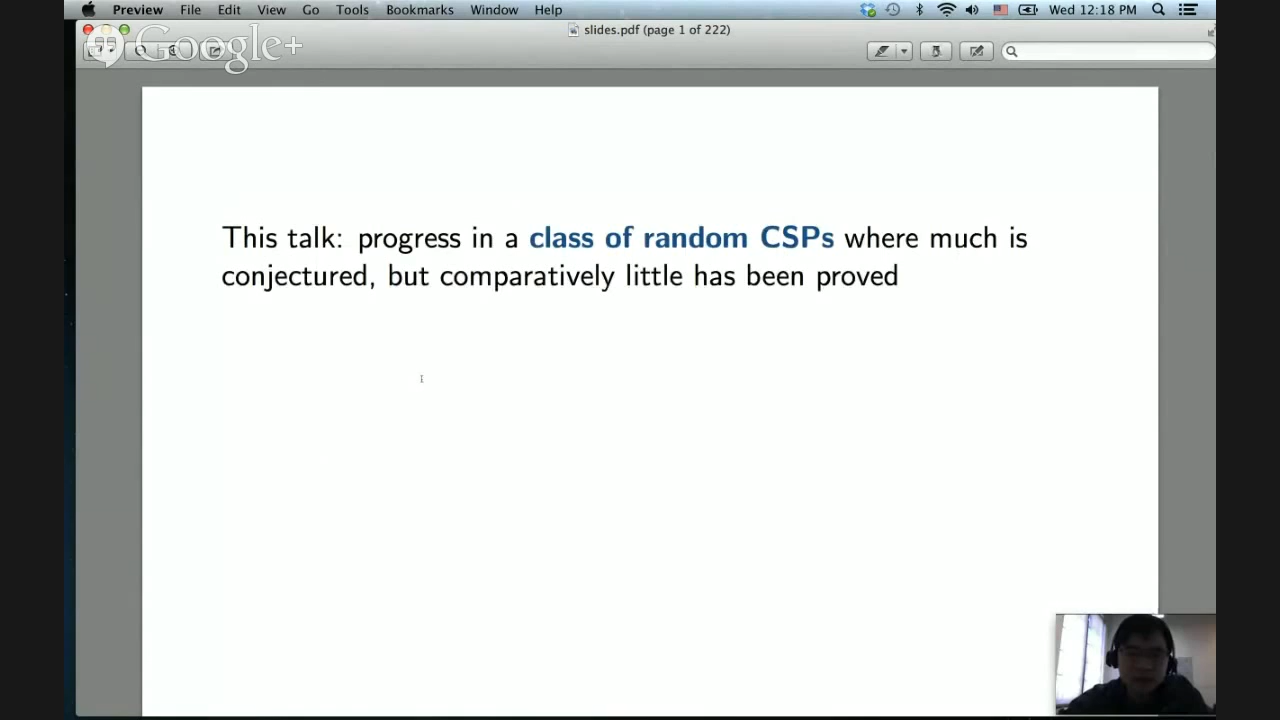 Preview File Edit View Go Tools Bookmarks Window Help Wed 12:18 PM
slides.pdf (page 1 of 222)
Google+
This talk: progress in a class of random CSPs where much is
conjectured, but comparatively little has been proved